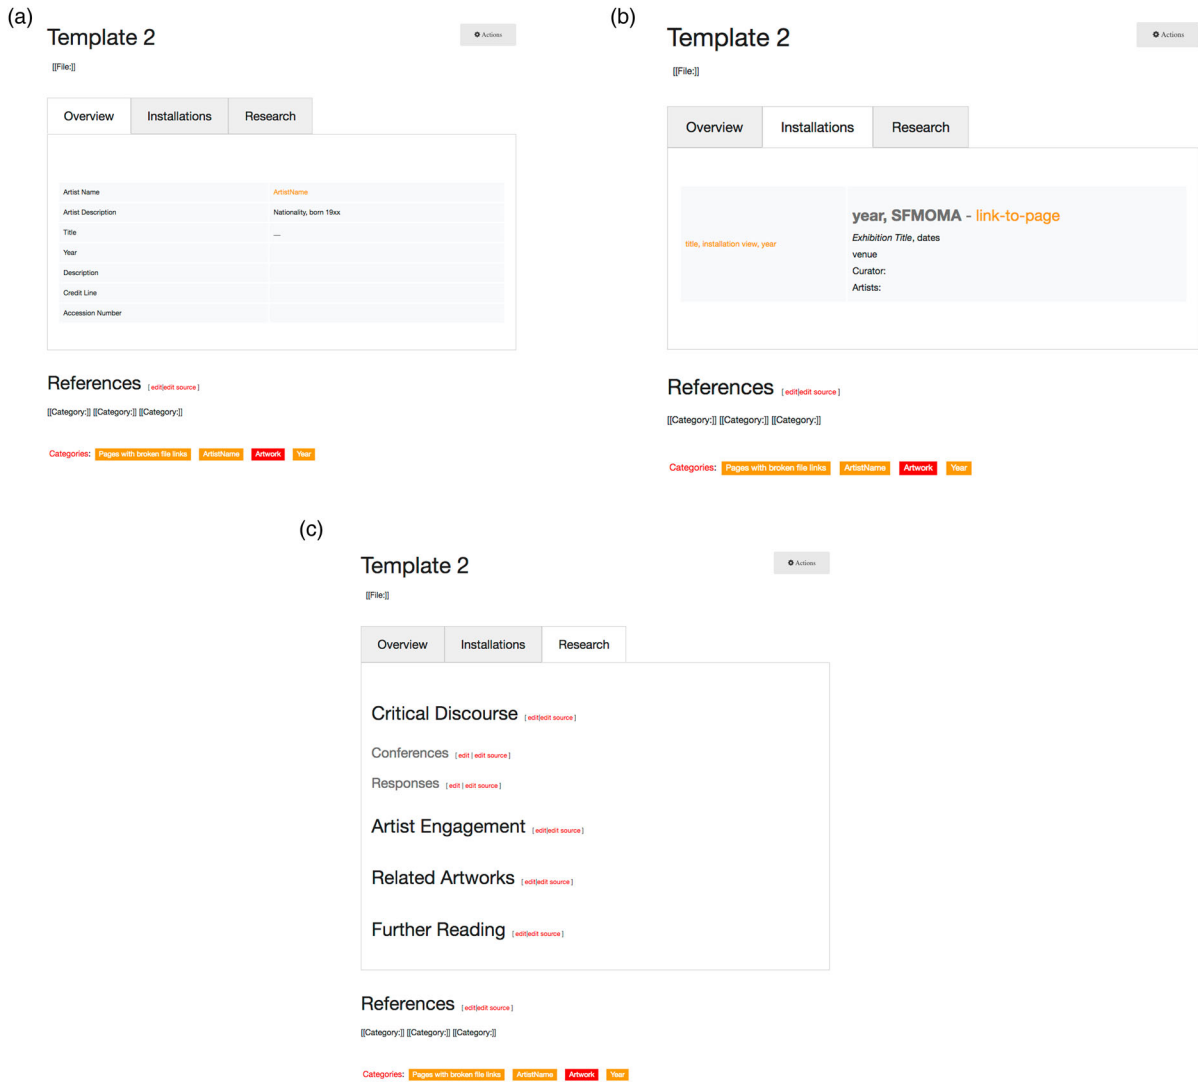 (a)
Template 2
Actions
[[File:]]
Overview Installations Research
Artist Name ArtistName
Artist Description Nationality, born 19xx
Title __
Year
Description
Credit Line
Accession Number
References [ edit|edit source ]
[[Category:]] [[Category:]] [[Category:]]
Categories: Pages with broken file links ArtistName Artwork Year
(b)
Template 2
Actions
[[File:]]
Overview Installations Research
title, installation view, year
year, SFMOMA - link-to-page
Exhibition Title, dates
venue
Curator:
Artists:
References [ edit|edit source ]
[[Category:]] [[Category:]] [[Category:]]
Categories: Pages with broken file links ArtistName Artwork Year
(c)
Template 2
Actions
[[File:]]
Overview Installations Research
Critical Discourse [ edit|edit source ]
Conferences [ edit | edit source ]
Responses [ edit | edit source ]
Artist Engagement [ edit|edit source ]
Related Artworks [ edit|edit source ]
Further Reading [ edit|edit source ]
References [ edit|edit source ]
[[Category:]] [[Category:]] [[Category:]]
Categories: Pages with broken file links ArtistName Artwork Year